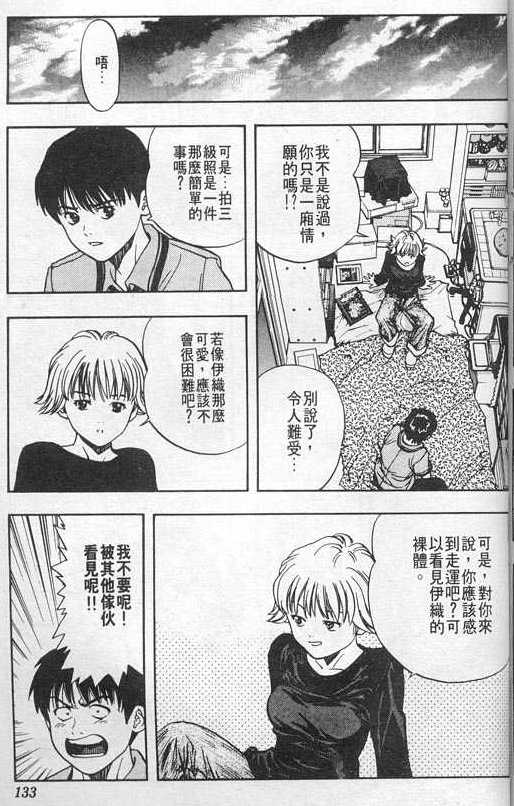 唔…
我不是說過，
你只是一廂情
願的嗎!!
別說了，
令人難受…
可是…拍三
級照是一件
那麼簡單的
事嗎？
若像伊織那麼
可愛，應該不
會很困難吧？
可是，對你來
說，你應該感
到走運吧？可
以看見伊織的
裸體。
我不要呢！
被其他傢伙
看見呢!!
133